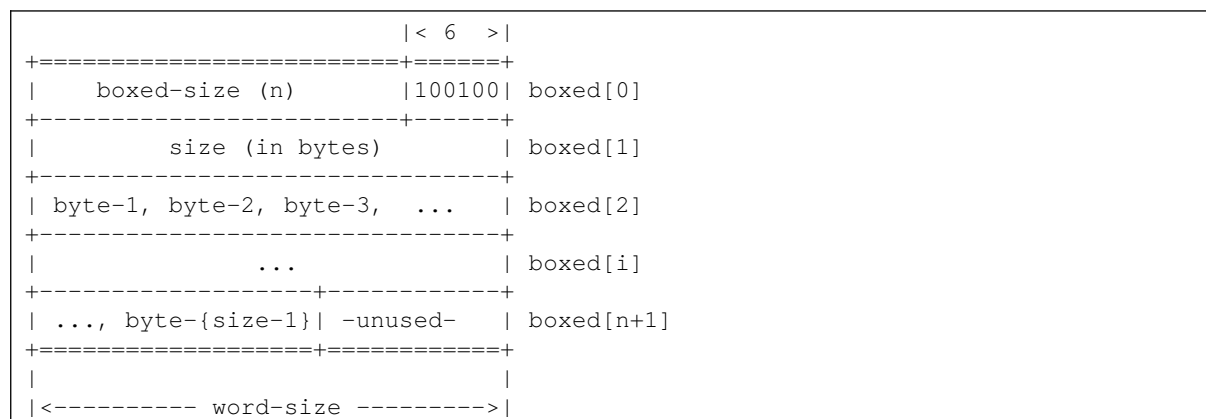 |< 6  >|
+=========================+======+
|    boxed-size (n)       |100100| boxed[0]
+-------------------------+------+
|         size (in bytes)        | boxed[1]
+--------------------------------+
| byte-1, byte-2, byte-3,  ...   | boxed[2]
+--------------------------------+
|               ...              | boxed[i]
+-------------------+------------+
| ..., byte-{size-1}| -unused-   | boxed[n+1]
+===================+============+
|                                |
|<---------- word-size --------->|